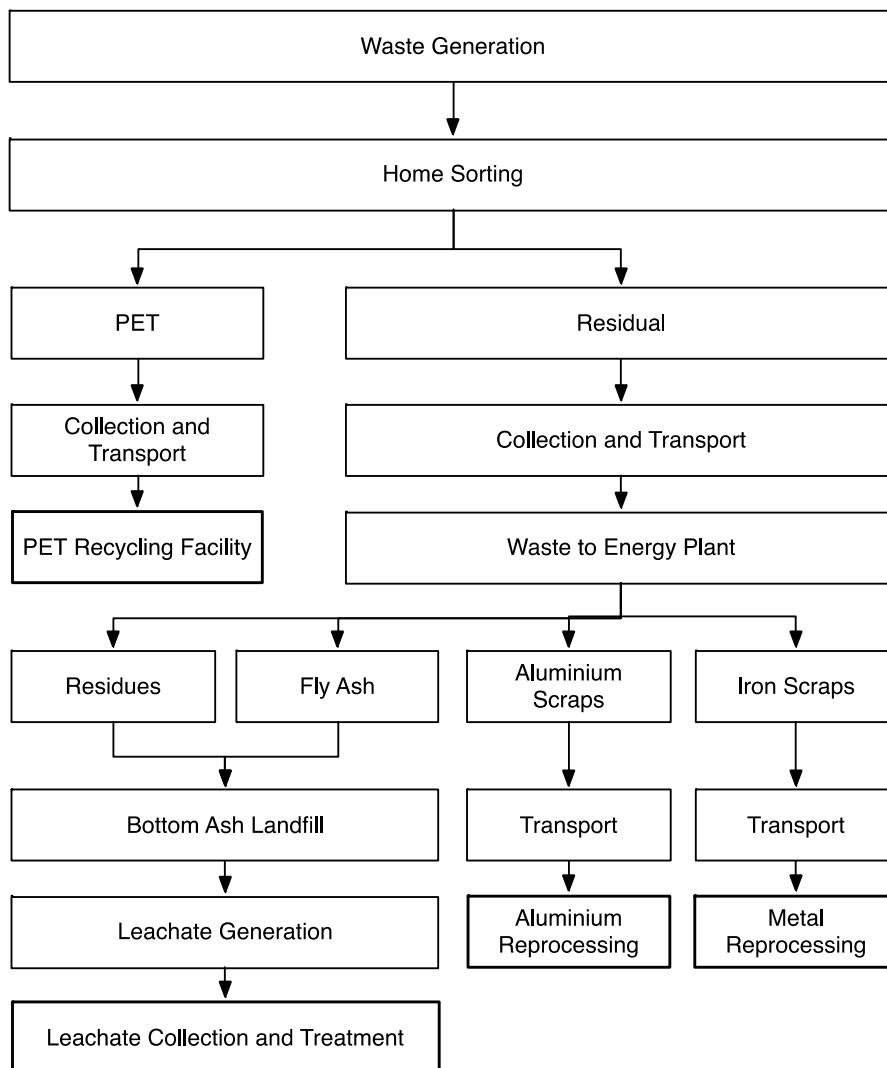 Waste Generation
Home Sorting
PET
Residual
Collection and
Transport
Collection and Transport
PET Recycling Facility
Waste to Energy Plant
Residues
Fly Ash
Aluminium
Scraps
Iron Scraps
Bottom Ash Landfill
Transport
Transport
Leachate Generation
Aluminium
Reprocessing
Metal
Reprocessing
Leachate Collection and Treatment